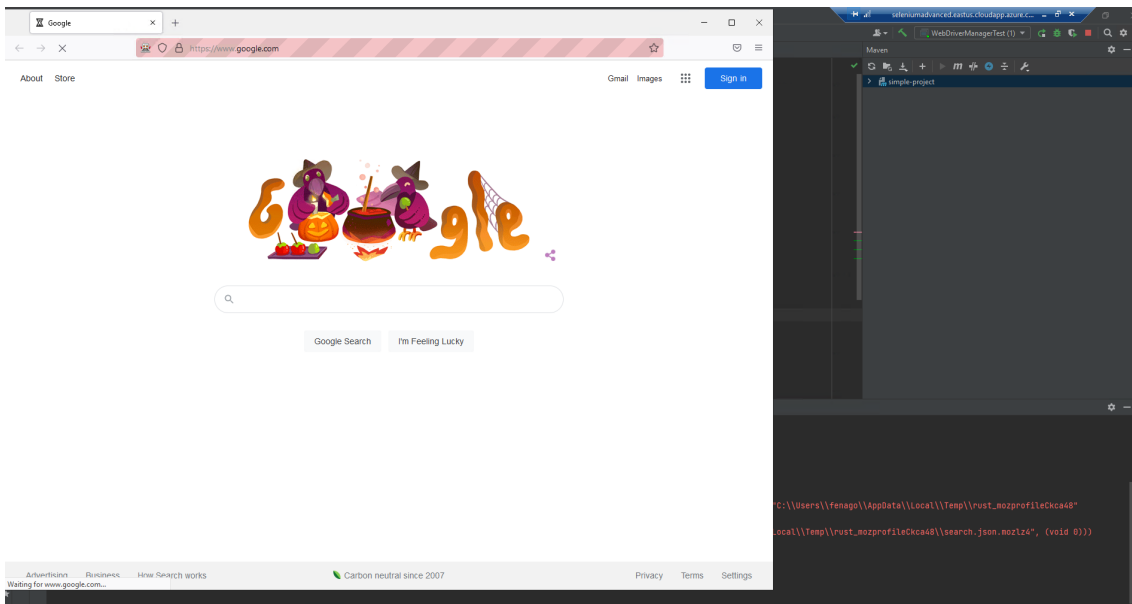 Google
seleniumadvanced.eastus.cloudapp.azure.c...
WebDriverManagerTest (1)
https://www.google.com
Maven
About Store
Gmail Images
Sign in
simple-project
Google
Google Search I'm Feeling Lucky
"C:\\Users\\fenago\\AppData\\Local\\Temp\\rust_mozprofileCkca48"
Local\\Temp\\rust_mozprofileCkca48\\search.json.mozlz4", (void 0)))
Advertising Business How Search works
Carbon neutral since 2007
Privacy Terms Settings
Waiting for www.google.com...